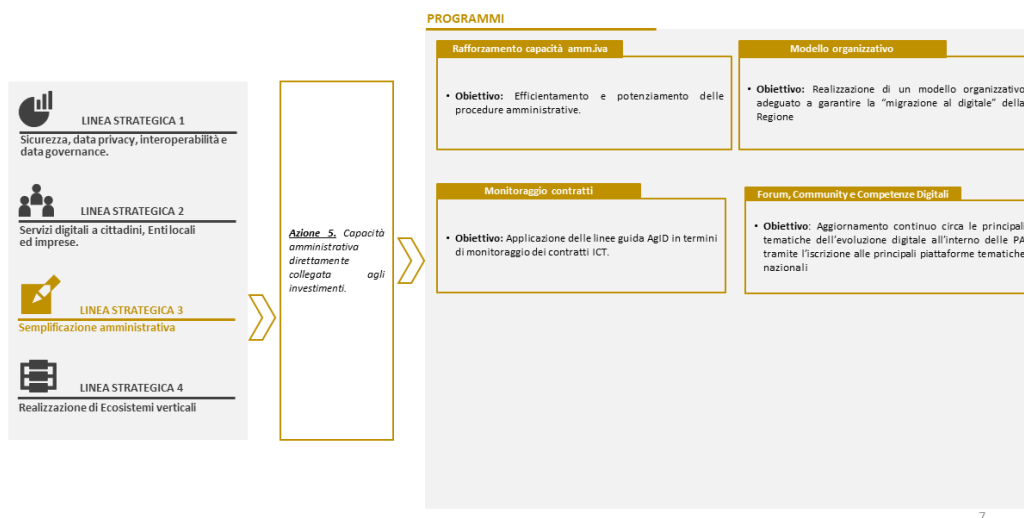 LINEA STRATEGICA 1
Sicurezza, data privacy, interoperabilità e
data governance.
LINEA STRATEGICA 2
Servizi digitali a cittadini, Enti locali
ed imprese.
LINEA STRATEGICA 3
Semplificazione amministrativa
LINEA STRATEGICA 4
Realizzazione di Ecosistemi verticali
Azione 5. Capacità
amministrativa
direttamente
collegata agli
investimenti.
PROGRAMMI
Rafforzamento capacità amm.iva
• Obiettivo: Efficientamento e potenziamento delle
procedure amministrative.
Modello organizzativo
• Obiettivo: Realizzazione di un modello organizzativo
adeguato a garantire la “migrazione al digitale” della
Regione
Monitoraggio contratti
• Obiettivo: Applicazione delle linee guida AgID in termini
di monitoraggio dei contratti ICT.
Forum, Community e Competenze Digitali
• Obiettivo: Aggiornamento continuo circa le principali
tematiche dell’evoluzione digitale all’interno delle PA
tramite l’iscrizione alle principali piattaforme tematiche
nazionali
7